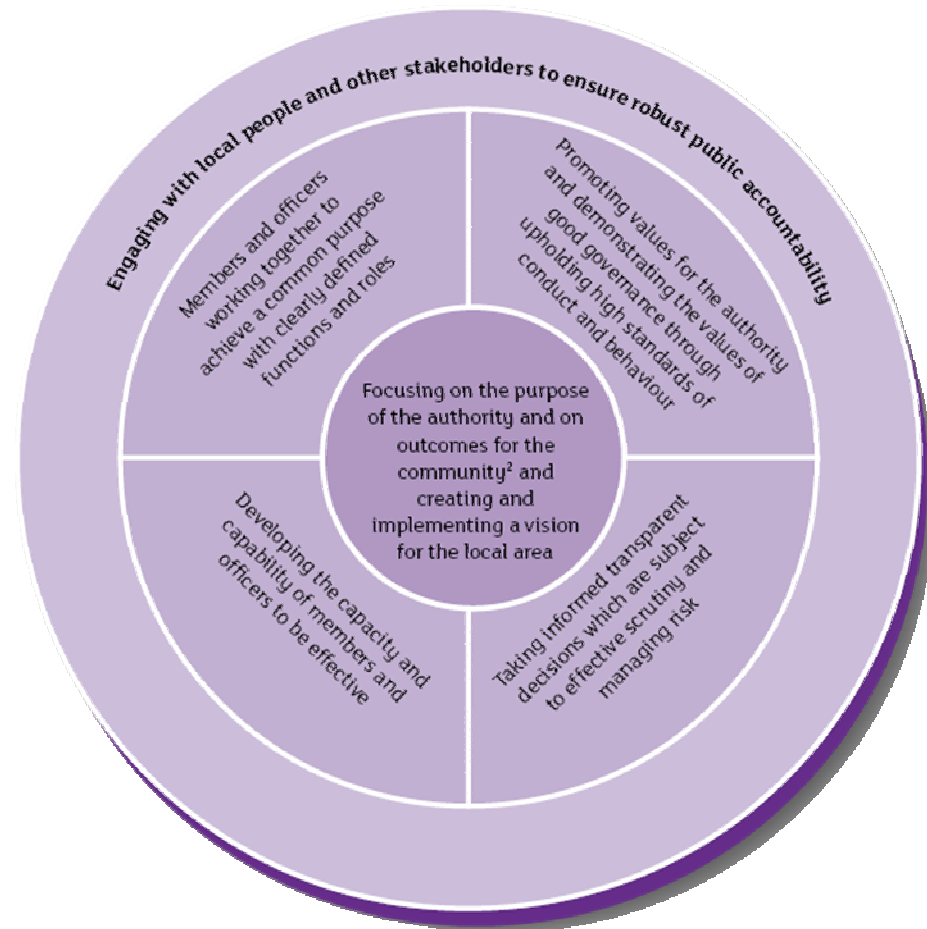 Engaging with local people and other stakeholders to ensure robust public accountability
Members and officers
working together to
achieve a common purpose
with clearly defined
functions and roles
Promoting values for the authority
and demonstrating the values of
good governance through
upholding high standards of
conduct and behaviour
Focusing on the purpose
of the authority and on
outcomes for the
community² and
creating and
implementing a vision
for the local area
Developing the capacity and
capability of members and
officers to be effective
Taking informed transparent
decisions which are subject
to effective scrutiny and
managing risk